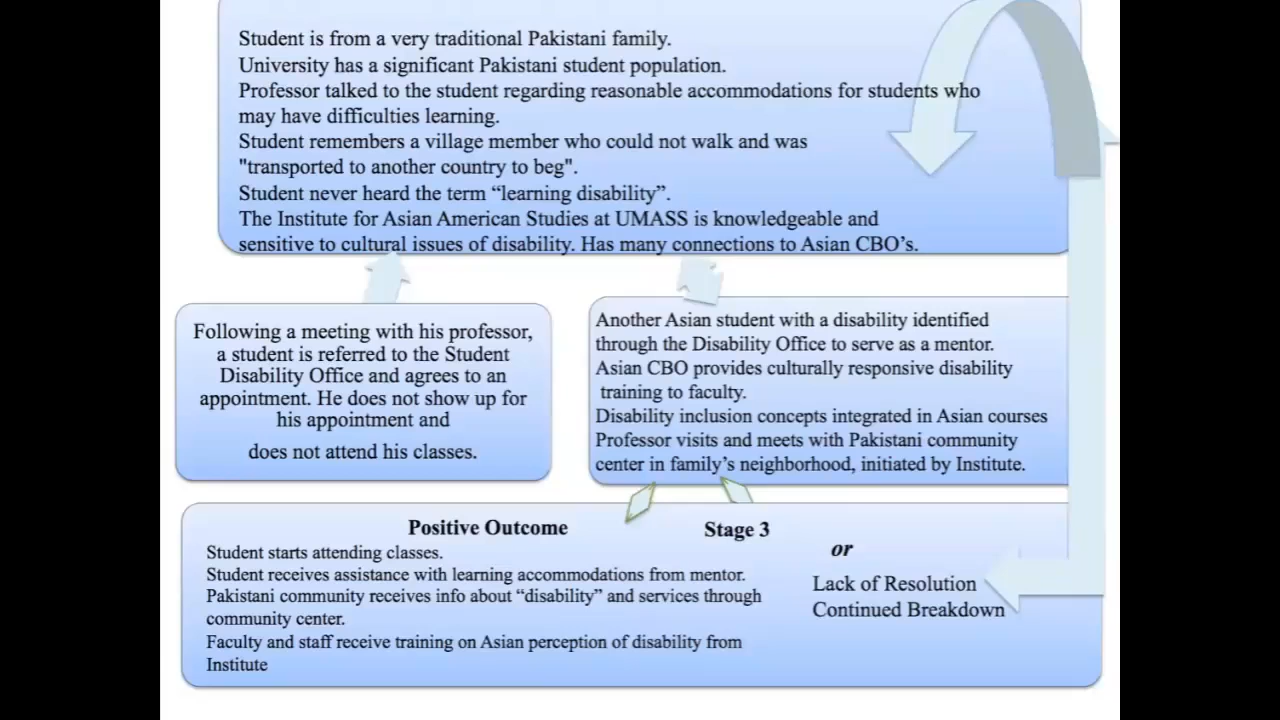 Student is from a very traditional Pakistani family.
University has a significant Pakistani student population.
Professor talked to the student regarding reasonable accommodations for students who
may have difficulties learning.
Student remembers a village member who could not walk and was
"transported to another country to beg".
Student never heard the term “learning disability”.
The Institute for Asian American Studies at UMASS is knowledgeable and
sensitive to cultural issues of disability. Has many connections to Asian CBO’s.
Following a meeting with his professor,
a student is referred to the Student
Disability Office and agrees to an
appointment. He does not show up for
his appointment and
does not attend his classes.
Another Asian student with a disability identified
through the Disability Office to serve as a mentor.
Asian CBO provides culturally responsive disability
training to faculty.
Disability inclusion concepts integrated in Asian courses
Professor visits and meets with Pakistani community
center in family’s neighborhood, initiated by Institute.
Positive Outcome
Student starts attending classes.
Student receives assistance with learning accommodations from mentor.
Pakistani community receives info about “disability” and services through
community center.
Faculty and staff receive training on Asian perception of disability from
Institute
Stage 3
or
Lack of Resolution
Continued Breakdown